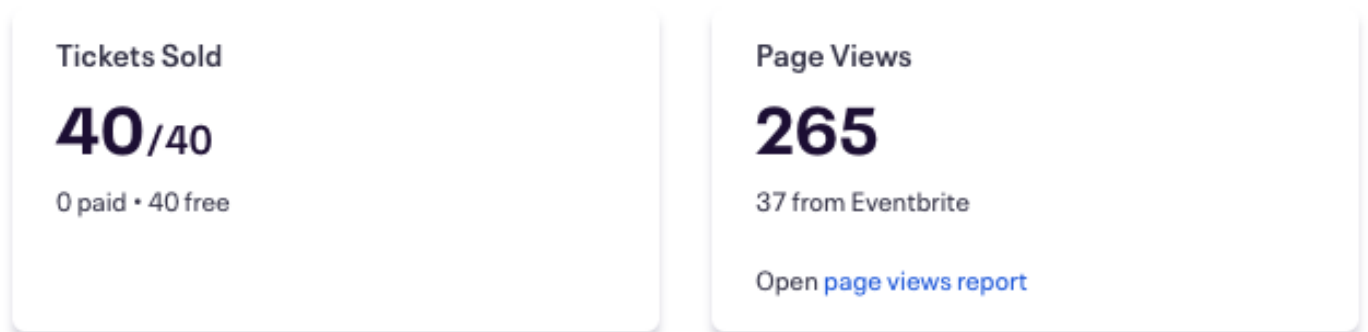 Tickets Sold
40/40
0 paid • 40 free
Page Views
265
37 from Eventbrite
Open page views report